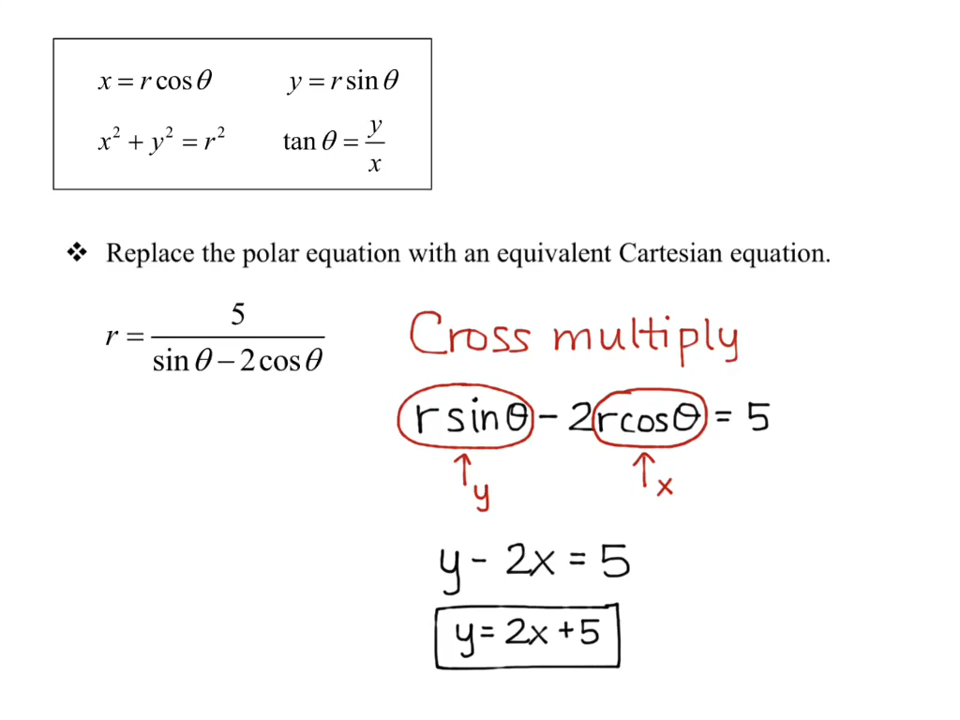 x = r cos θ    y = r sin θ
x² + y² = r²    tan θ = y/x
❖ Replace the polar equation with an equivalent Cartesian equation.
r = 5/(sin θ − 2 cos θ)
Cross multiply
r sin θ − 2 r cos θ = 5
↑ y    ↑ x
y − 2x = 5
y = 2x + 5